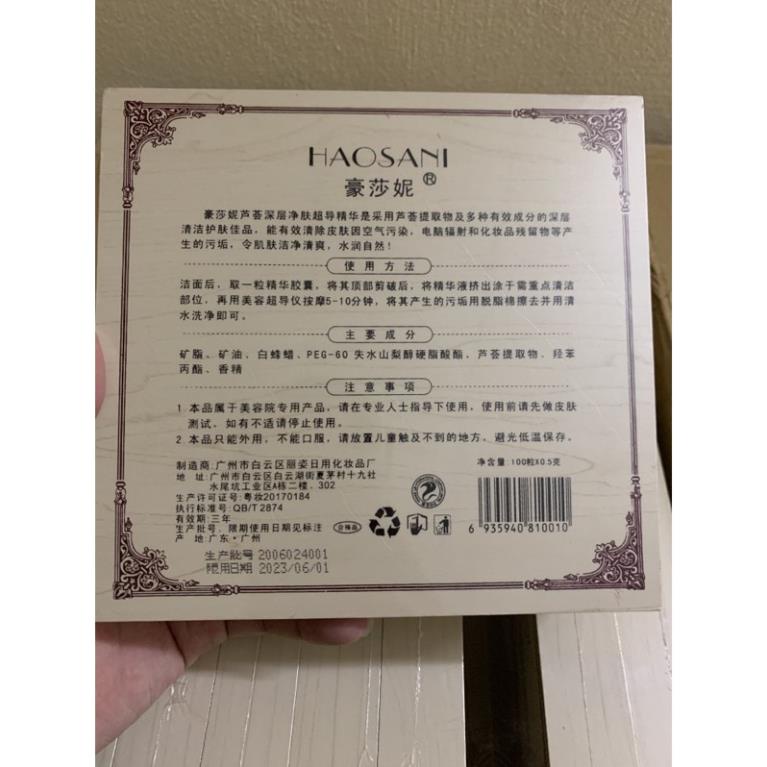 HAOSANI
豪莎妮®
豪莎妮芦荟深层净肤超导精华是采用芦荟提取物及多种有效成分的深层
清洁护肤佳品，能有效清除皮肤因空气污染，电脑辐射和化妆品残留物等产
生的污垢，令肌肤洁净清爽，水润自然！
使用方法
洁面后，取一粒精华胶囊，将其顶部剪破后，将精华液挤出涂于需重点清洁
部位，再用美容超导仪按摩5-10分钟，将其产生的污垢用脱脂棉擦去并用清
水洗净即可。
主要成分
矿脂、矿油、白蜂蜡、PEG-60 失水山梨醇硬脂酸酯、芦荟提取物、羟苯
丙酯、香精
注意事项
1 本品属于美容院专用产品，请在专业人士指导下使用，使用前请先做皮肤
测试，如有不适请停止使用。
2 本品只能外用，不能口服，请放置儿童触及不到的地方，避光低温保存。
制造商:广州市白云区丽姿日用化妆品厂
净含量:100粒X0.5克
地 址:广州市白云区白云湖街夏茅村十九社
水尾坑工业区A栋二楼、302
生产许可证号:粤妆20170184
执行标准号:QB/T 2874
有效期:三年
生产批号、限期使用日期见标注
合格品
产 地:广东·广州
6 935940 810010
生产批号 2006024001
限用日期 2023/06/01